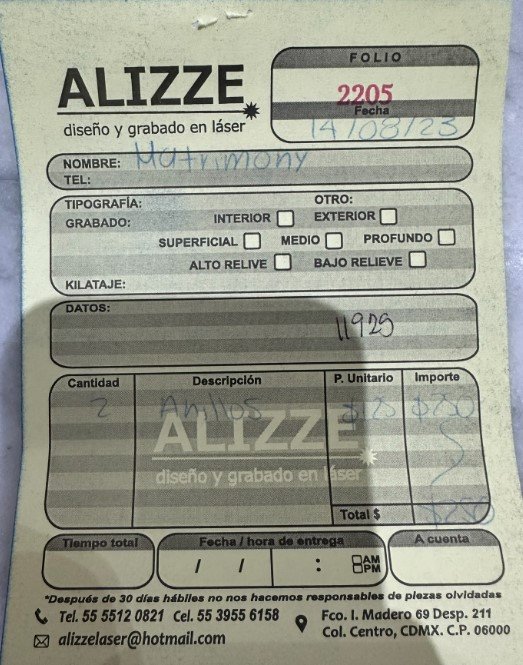 FOLIO
2205
Fecha
14/08/23
ALIZZE
diseño y grabado en láser
NOMBRE: Matrimony
TEL:
TIPOGRAFÍA: OTRO:
GRABADO: INTERIOR EXTERIOR
SUPERFICIAL MEDIO PROFUNDO
ALTO RELIVE BAJO RELIEVE
KILATAJE:
DATOS:
11929
Cantidad Descripción P. Unitario Importe
2 Anillos $125 $250
ALIZZE
diseño y grabado en láser
Total $ $250
Tiempo total Fecha / hora de entrega A cuenta
/ / : AM
PM
*Después de 30 días hábiles no nos hacemos responsables de piezas olvidadas
Tel. 55 5512 0821 Cel. 55 3955 6158
Fco. I. Madero 69 Desp. 211
alizzelaser@hotmail.com
Col. Centro, CDMX. C.P. 06000